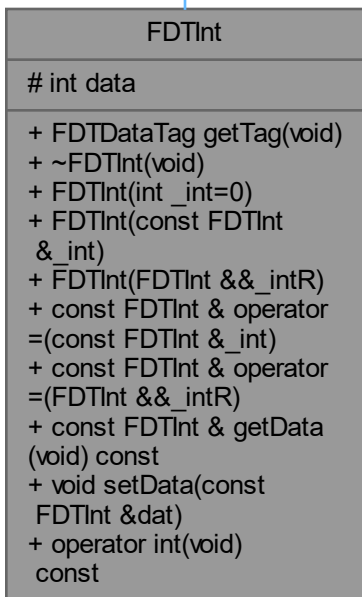 FDTInt
# int data
+ FDTDataTag getTag(void)
+ ~FDTInt(void)
+ FDTInt(int _int=0)
+ FDTInt(const FDTInt
&_int)
+ FDTInt(FDTInt &&_intR)
+ const FDTInt & operator
=(const FDTInt &_int)
+ const FDTInt & operator
=(FDTInt &&_intR)
+ const FDTInt & getData
(void) const
+ void setData(const
FDTInt &dat)
+ operator int(void)
const